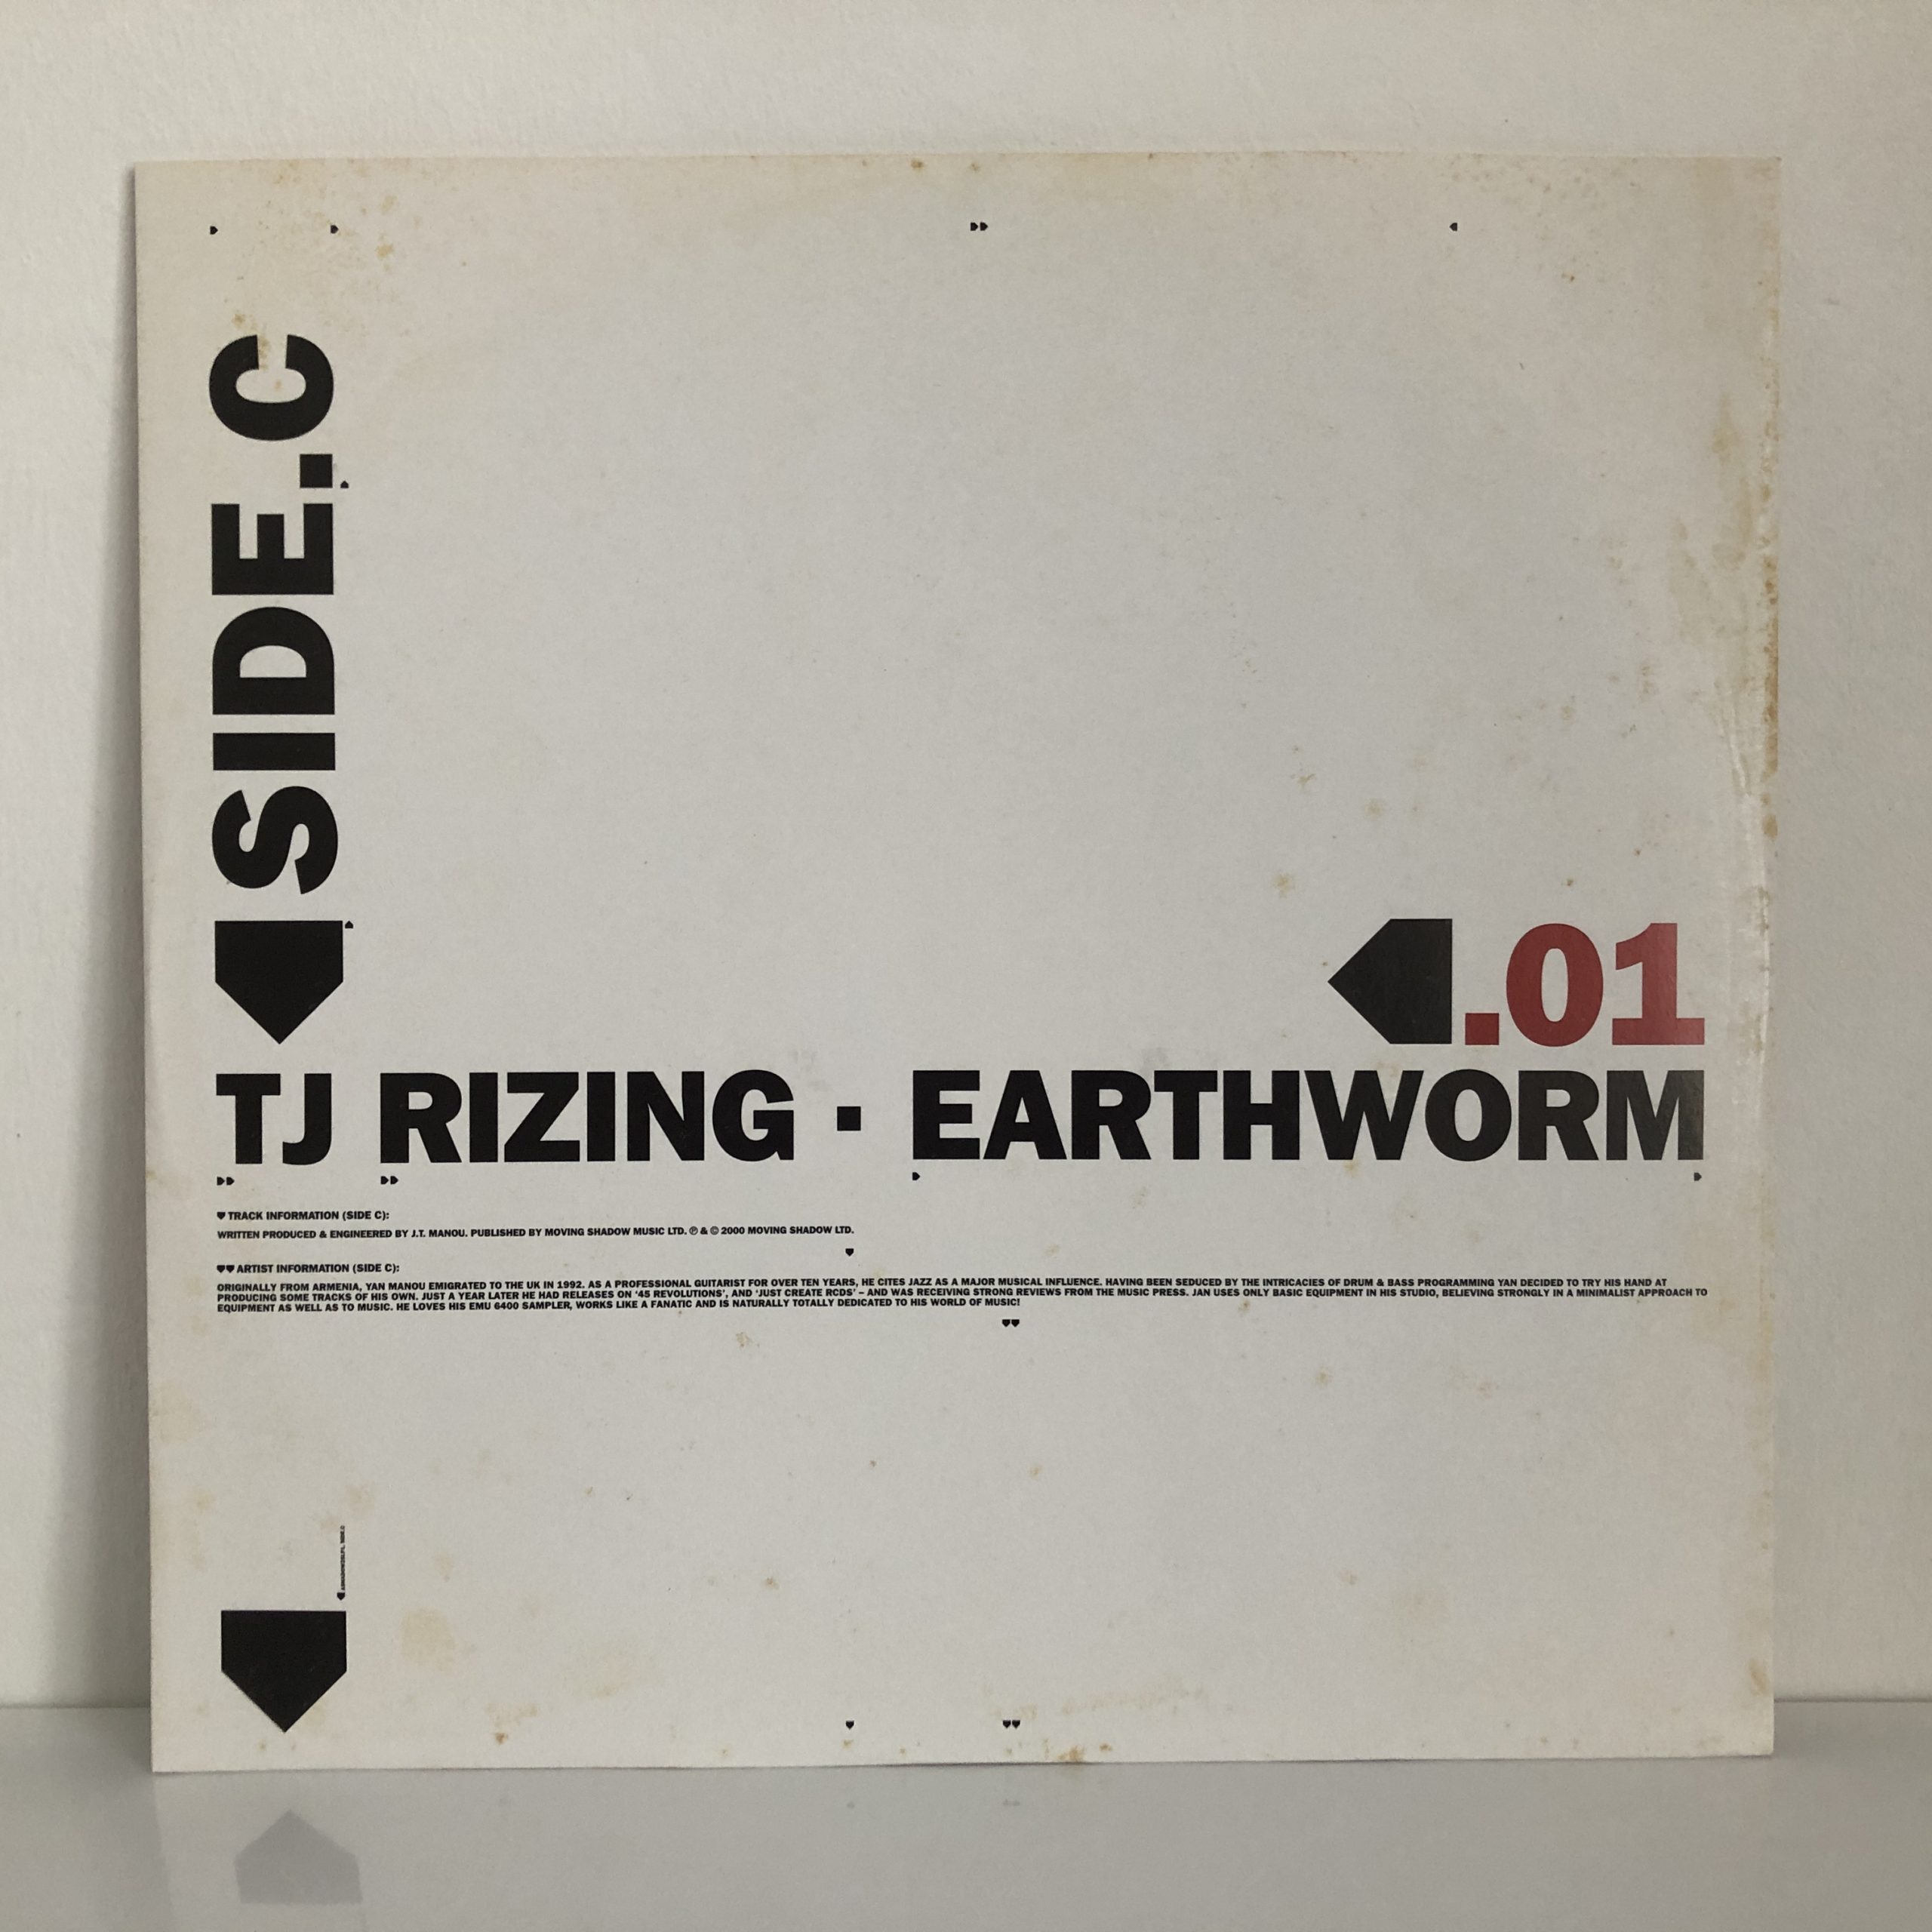 SIDE.C
.01
TJ RIZING · EARTHWORM
TRACK INFORMATION (SIDE C):
WRITTEN PRODUCED & ENGINEERED BY J.T. MANOU. PUBLISHED BY MOVING SHADOW MUSIC LTD. ℗ & © 2000 MOVING SHADOW LTD.
ARTIST INFORMATION (SIDE C):
ORIGINALLY FROM ARMENIA, YAN MANOU EMIGRATED TO THE UK IN 1992. AS A PROFESSIONAL GUITARIST FOR OVER TEN YEARS, HE CITES JAZZ AS A MAJOR MUSICAL INFLUENCE. HAVING BEEN SEDUCED BY THE INTRICACIES OF DRUM & BASS PROGRAMMING YAN DECIDED TO TRY HIS HAND AT
PRODUCING SOME TRACKS OF HIS OWN. JUST A YEAR LATER HE HAD RELEASES ON ‘45 REVOLUTIONS’, AND ‘JUST CREATE RCDS’ – AND WAS RECEIVING STRONG REVIEWS FROM THE MUSIC PRESS. JAN USES ONLY BASIC EQUIPMENT IN HIS STUDIO, BELIEVING STRONGLY IN A MINIMALIST APPROACH TO
EQUIPMENT AS WELL AS TO MUSIC. HE LOVES HIS EMU 6400 SAMPLER, WORKS LIKE A FANATIC AND IS NATURALLY TOTALLY DEDICATED TO HIS WORLD OF MUSIC!